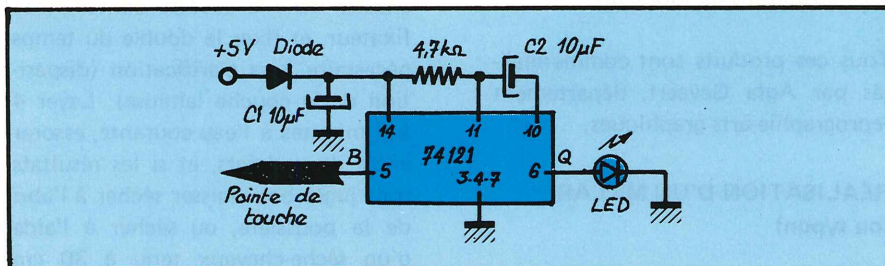 +5V Diode 4,7kΩ C2 10µF
C1 10µF
14 11 10
74121
B 5 3-4-7 6 Q
Pointe de touche
LED